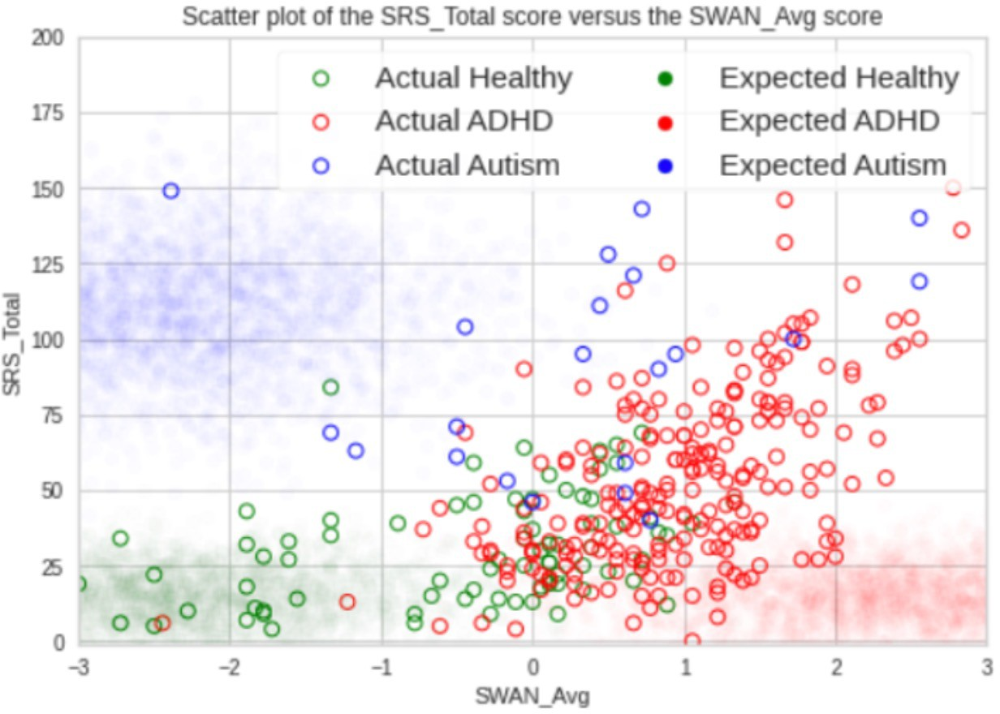 Scatter plot of the SRS_Total score versus the SWAN_Avg score
200
175
150
125
100
75
50
25
0
SRS_Total
Actual Healthy
Expected Healthy
Actual ADHD
Expected ADHD
Actual Autism
Expected Autism
−3 −2 −1 0 1 2 3
SWAN_Avg